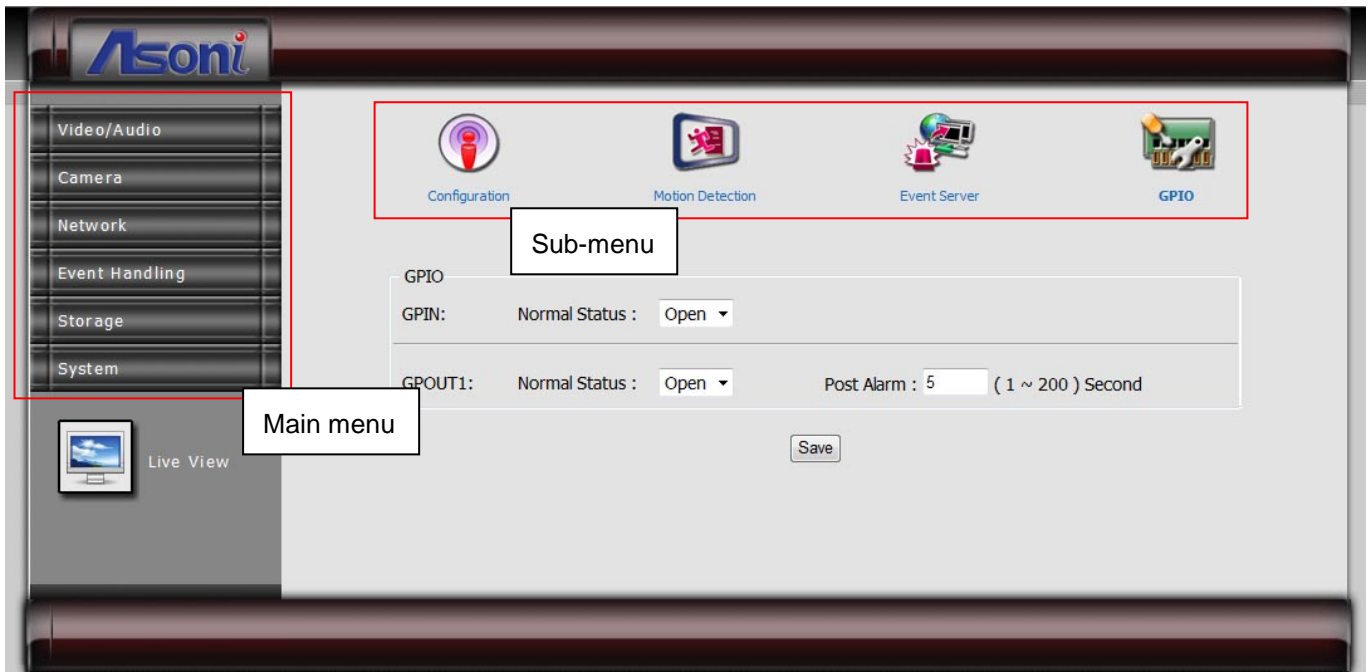 Asoni
Video/Audio
Camera
Network
Event Handling
Storage
System
Main menu
Live View
Configuration
Motion Detection
Event Server
GPIO
Sub-menu
GPIO
GPIN: Normal Status : Open
GPOUT1: Normal Status : Open Post Alarm : 5 ( 1 ~ 200 ) Second
Save